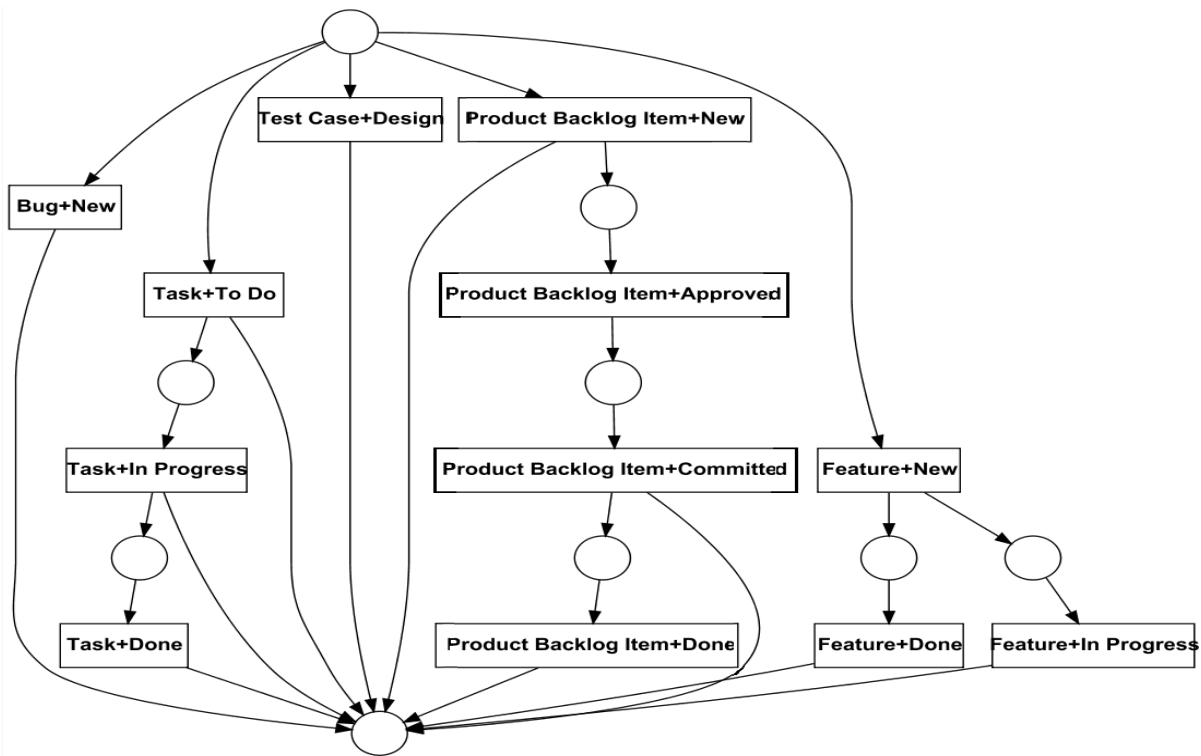 Test Case+Design
Product Backlog Item+New
Bug+New
Task+To Do
Product Backlog Item+Approved
Task+In Progress
Product Backlog Item+Committed
Feature+New
Task+Done
Product Backlog Item+Done
Feature+Done
Feature+In Progress